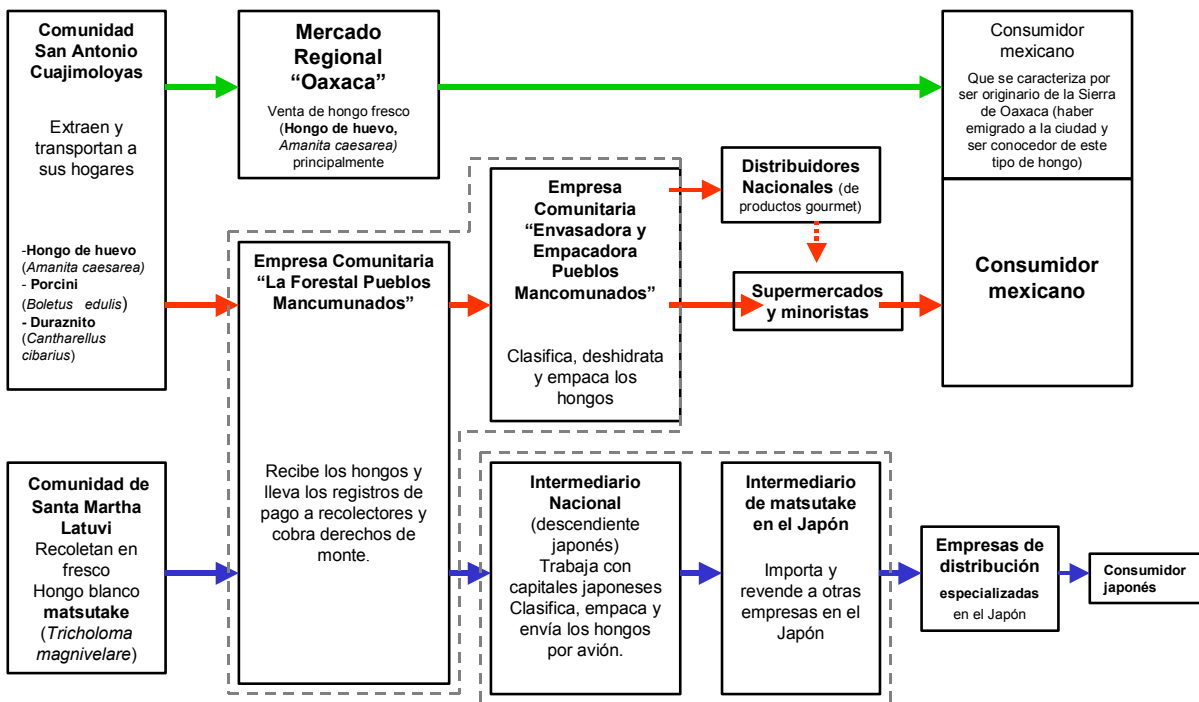 Comunidad
San Antonio
Cuajimoloyas
Extraen y
transportan a
sus hogares
-Hongo de huevo
(Amanita caesarea)
- Porcini
(Boletus edulis)
- Duraznito
(Cantharellus
cibarius)
Mercado
Regional
“Oaxaca”
Venta de hongo fresco
(Hongo de huevo,
Amanita caesarea)
principalmente
Consumidor
mexicano
Que se caracteriza por
ser originario de la Sierra
de Oaxaca (haber
emigrado a la ciudad y
ser conocedor de este
tipo de hongo)
Empresa Comunitaria
“La Forestal Pueblos
Mancumunados”
Recibe los hongos y
lleva los registros de
pago a recolectores y
cobra derechos de
monte.
Empresa
Comunitaria
“Envasadora y
Empacadora
Pueblos
Mancomunados”
Clasifica, deshidrata
y empaca los
hongos
Distribuidores
Nacionales (de
productos gourmet)
Supermercados
y minoristas
Consumidor
mexicano
Comunidad de
Santa Martha
Latuvi
Recoletan en
fresco
Hongo blanco
matsutake
(Tricholoma
magnivelare)
Intermediario
Nacional
(descendiente
japonés)
Trabaja con
capitales japoneses
Clasifica, empaca y
envía los hongos
por avión.
Intermediario
de matsutake
en el Japón
Importa y
revende a otras
empresas en el
Japón
Empresas de
distribución
especializadas
en el Japón
Consumidor
japonés